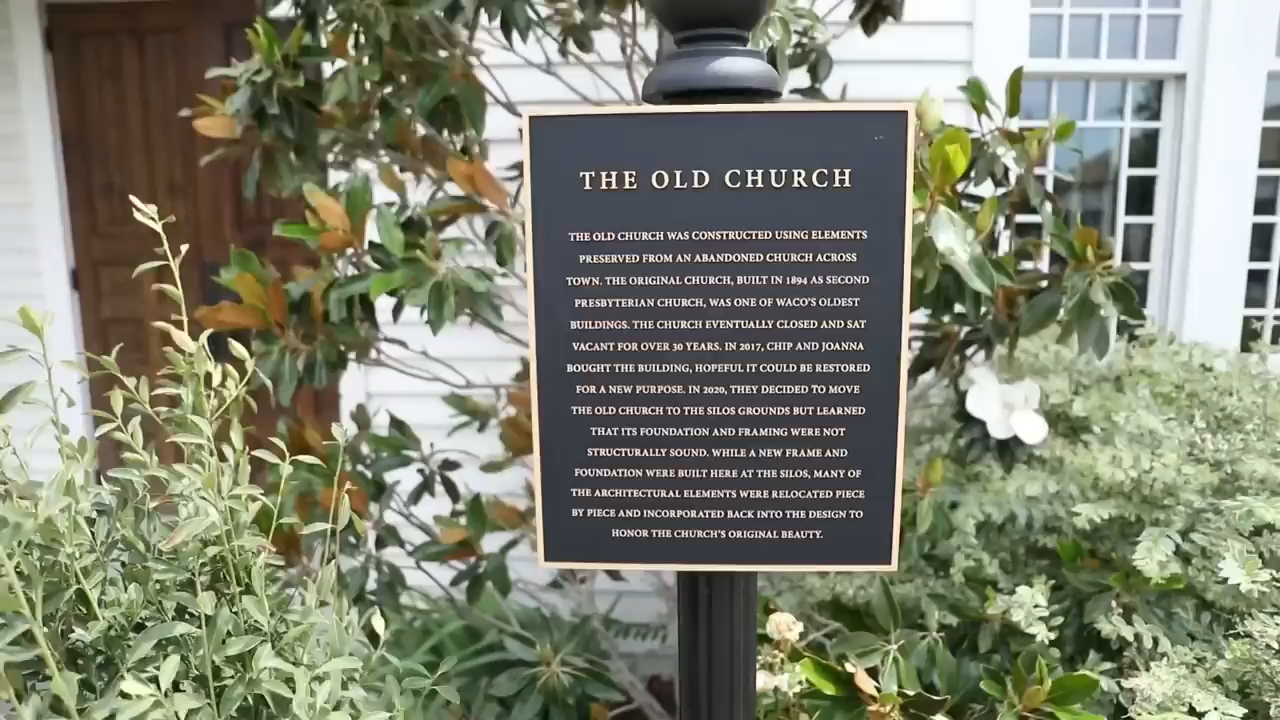 THE OLD CHURCH
THE OLD CHURCH WAS CONSTRUCTED USING ELEMENTS
PRESERVED FROM AN ABANDONED CHURCH ACROSS
TOWN. THE ORIGINAL CHURCH, BUILT IN 1894 AS SECOND
PRESBYTERIAN CHURCH, WAS ONE OF WACO'S OLDEST
BUILDINGS. THE CHURCH EVENTUALLY CLOSED AND SAT
VACANT FOR OVER 30 YEARS. IN 2017, CHIP AND JOANNA
BOUGHT THE BUILDING, HOPEFUL IT COULD BE RESTORED
FOR A NEW PURPOSE. IN 2020, THEY DECIDED TO MOVE
THE OLD CHURCH TO THE SILOS GROUNDS BUT LEARNED
THAT ITS FOUNDATION AND FRAMING WERE NOT
STRUCTURALLY SOUND. WHILE A NEW FRAME AND
FOUNDATION WERE BUILT HERE AT THE SILOS, MANY OF
THE ARCHITECTURAL ELEMENTS WERE RELOCATED PIECE
BY PIECE AND INCORPORATED BACK INTO THE DESIGN TO
HONOR THE CHURCH'S ORIGINAL BEAUTY.